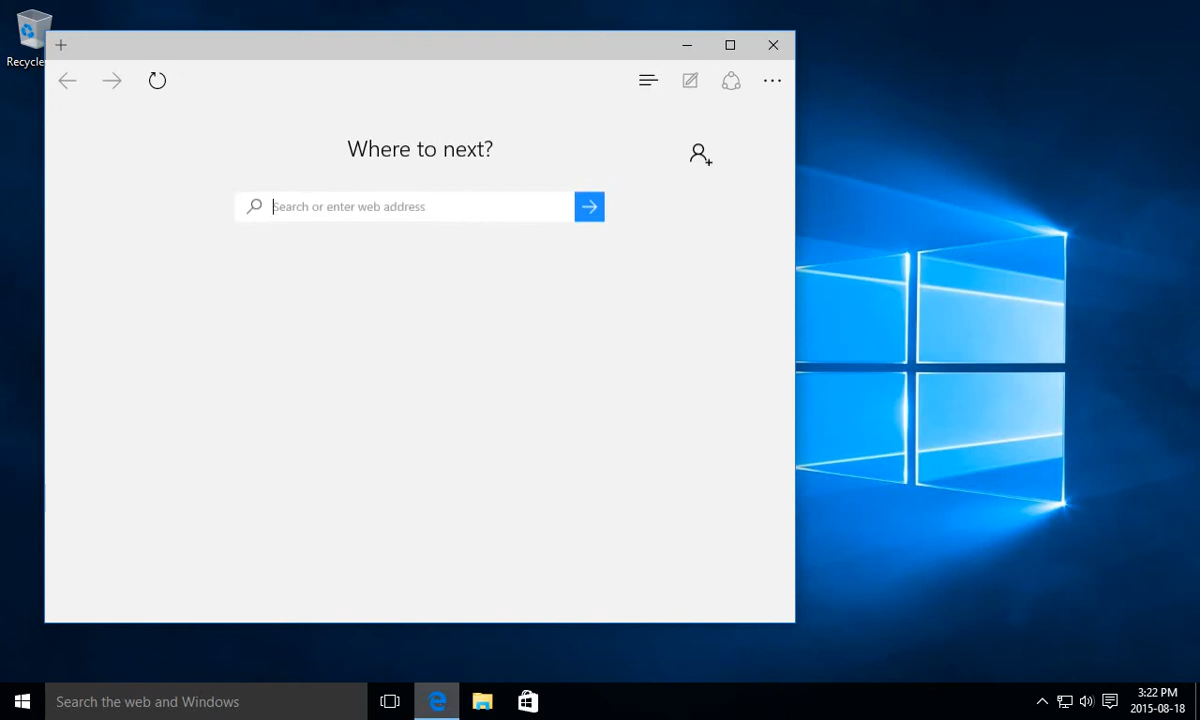 Recycle
Where to next?
Search or enter web address
Search the web and Windows
3:22 PM
2015-08-18